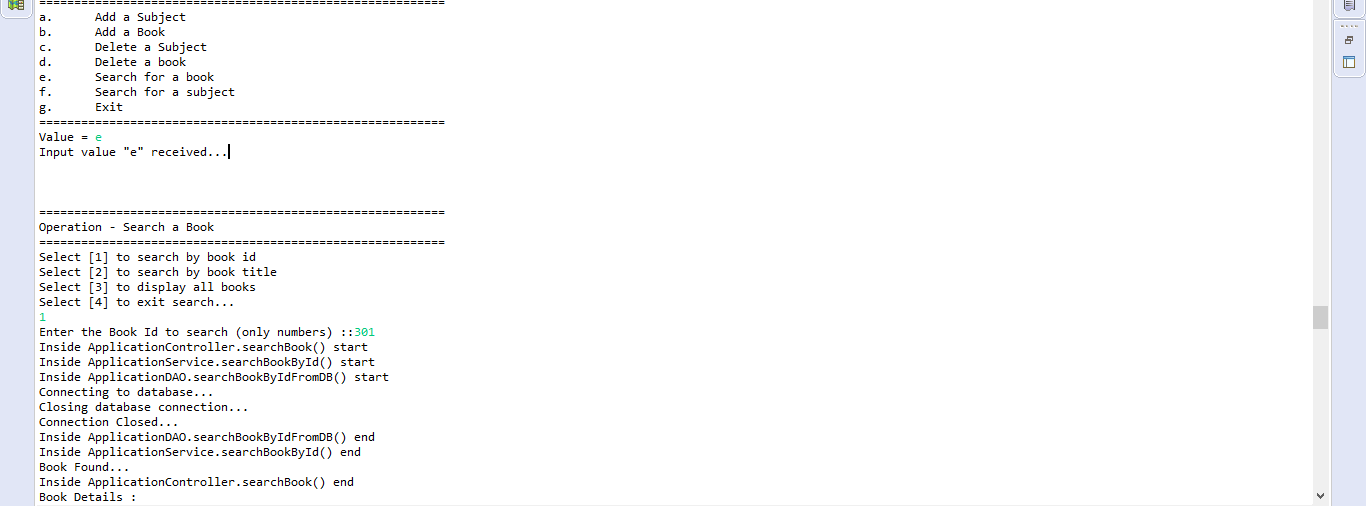 ==========================================================
a.      Add a Subject
b.      Add a Book
c.      Delete a Subject
d.      Delete a book
e.      Search for a book
f.      Search for a subject
g.      Exit
==========================================================
Value = e
Input value "e" received...
==========================================================
Operation - Search a Book
==========================================================
Select [1] to search by book id
Select [2] to search by book title
Select [3] to display all books
Select [4] to exit search...
1
Enter the Book Id to search (only numbers) ::301
Inside ApplicationController.searchBook() start
Inside ApplicationService.searchBookById() start
Inside ApplicationDAO.searchBookByIdFromDB() start
Connecting to database...
Closing database connection...
Connection Closed...
Inside ApplicationDAO.searchBookByIdFromDB() end
Inside ApplicationService.searchBookById() end
Book Found...
Inside ApplicationController.searchBook() end
Book Details :